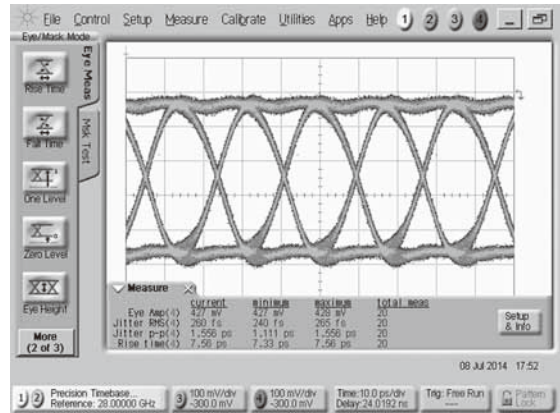 File Control Setup Measure Calibrate Utilities Apps Help 1 2 3 4
Eye/Mask Mode
Eye Meas
Msk Test
Rise Time
Fall Time
One Level
Zero Level
Eye Height
More
(2 of 3)
Measure
current minimum maximum total meas
Eye Amp(4) 427 mV 427 mV 428 mV 20
Jitter RMS(4) 260 fs 240 fs 265 fs 20
Jitter p-p(4) 1.556 ps 1.111 ps 1.556 ps 20
Rise time(4) 7.56 ps 7.33 ps 7.56 ps 20
Setup
& Info
08 Jul 2014 17:52
1 2 Precision Timebase...
Reference: 28.00000 GHz
3 100 mV/div
-300.0 mV
4 100 mV/div
-300.0 mV
Time:10.0 ps/div
Delay:24.0192 ns
Trig: Free Run
Pattern
Lock